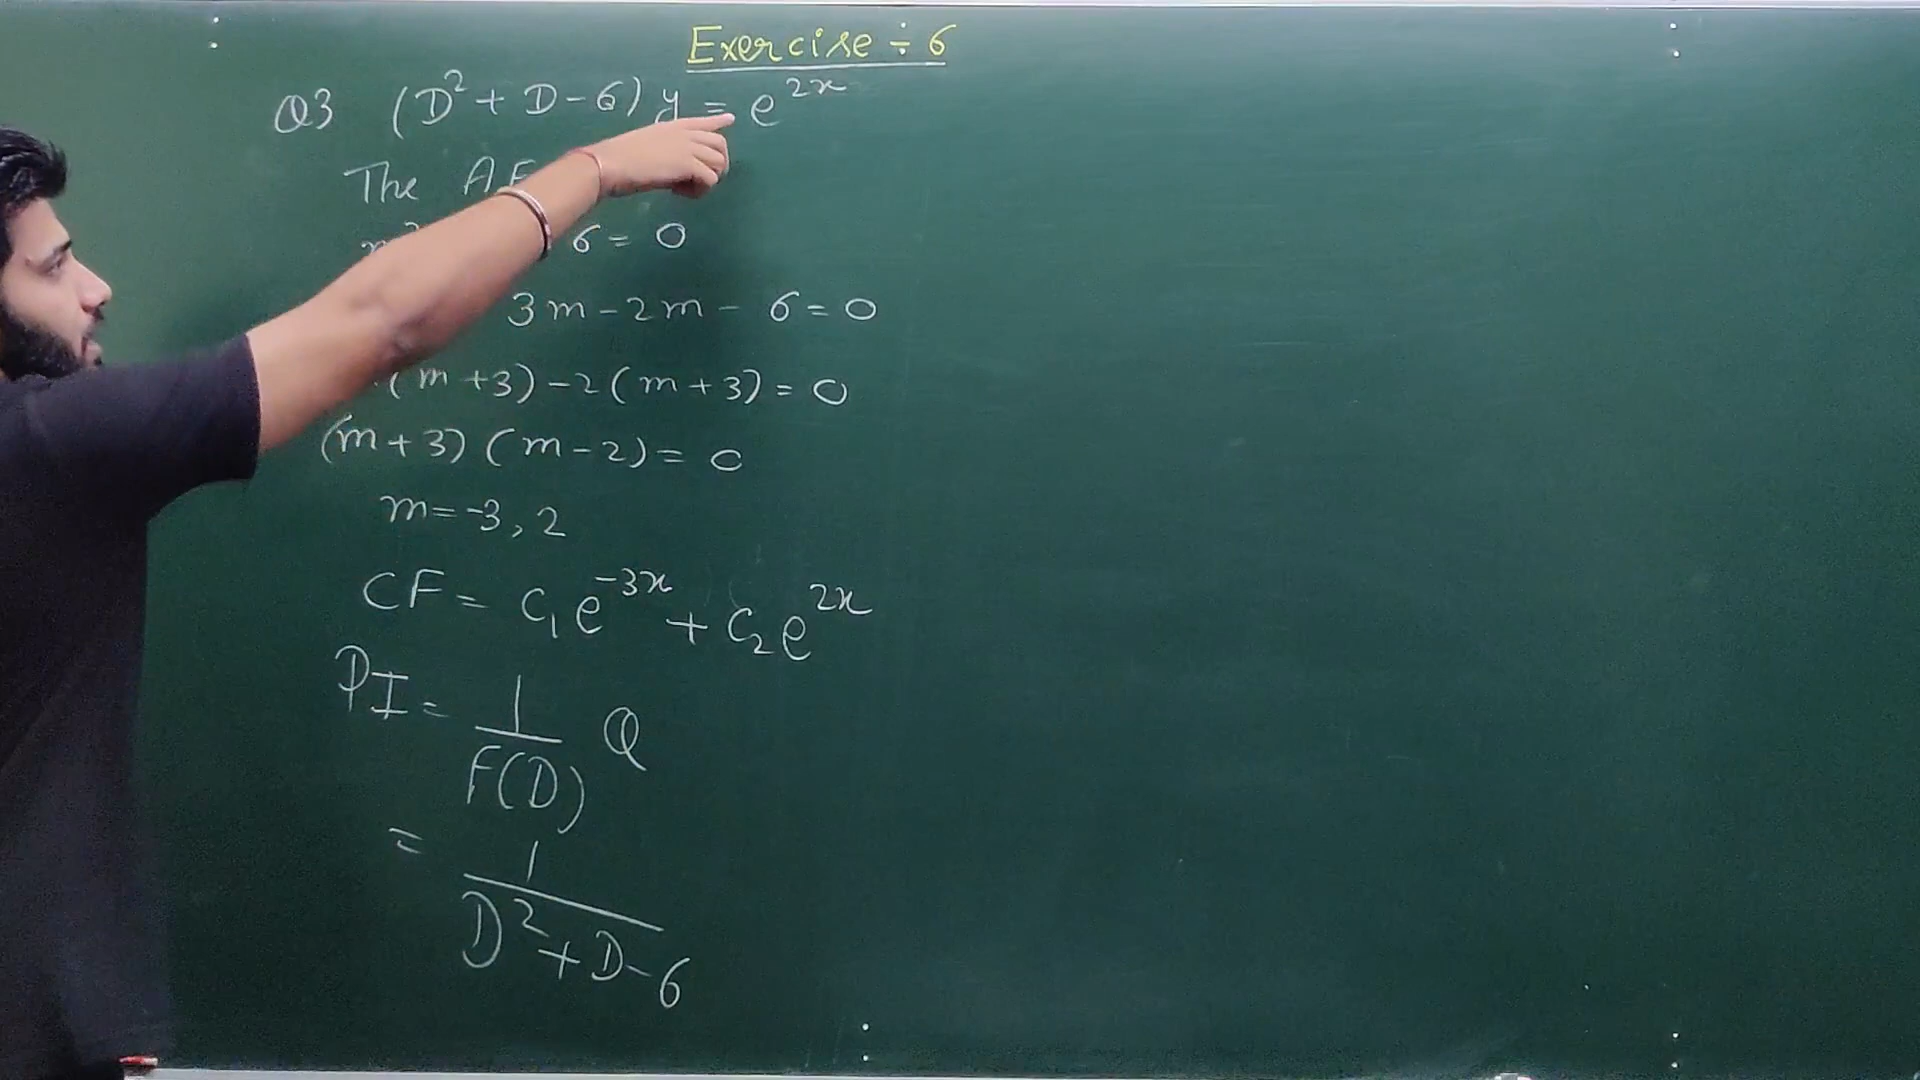 Exercise ÷ 6
Q3 (D² + D - 6) y = e^{2x}
The AE
m² 6 = 0
3m - 2m - 6 = 0
(m + 3) - 2(m + 3) = 0
(m + 3) (m - 2) = 0
m = -3, 2
CF = C₁e^{-3x} + C₂e^{2x}
PI = 1/F(D) Q
= 1/D² + D - 6